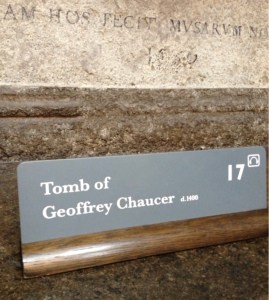 AM HOS FECIT MVSARVM
Tomb of
Geoffrey Chaucer d.1400
17